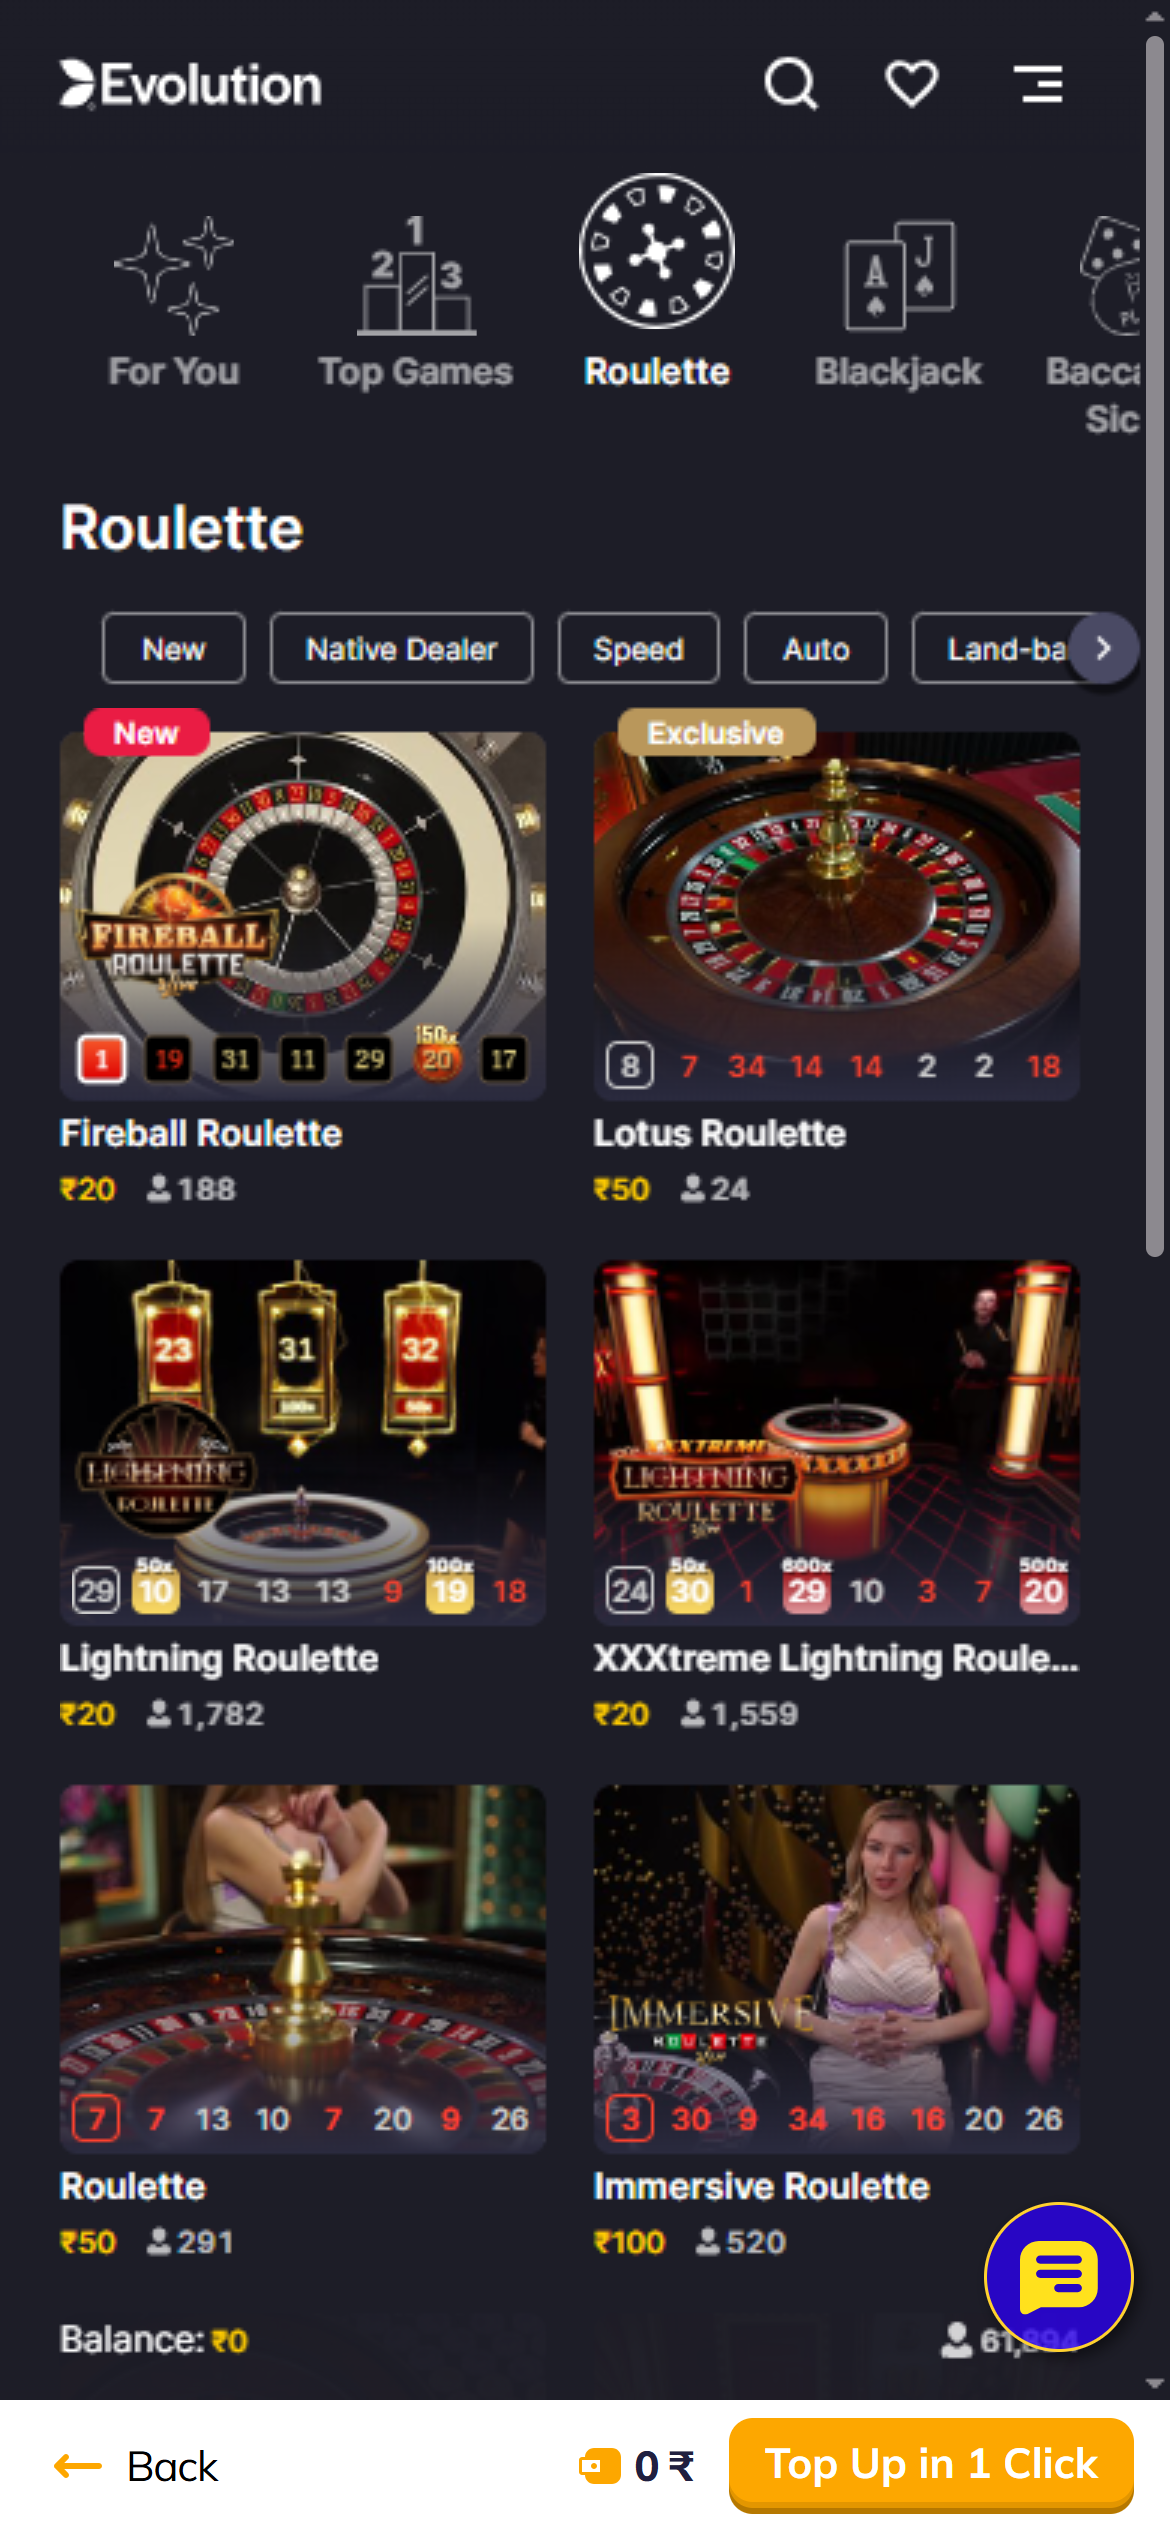 Evolution
For You
Top Games
Roulette
Blackjack
Roulette
New
Native Dealer
Speed
Auto
New
Exclusive
FIREBALL
ROULETTE
150x
1 19 31 11 29 20 17
8 7 34 14 14 2 2 18
Fireball Roulette
₹20 188
Lotus Roulette
₹50 24
23 31 32
LIGHTNING
ROULETTE
50x 100x
29 10 17 13 13 9 19 18
XXXTREME
LIGHTNING
ROULETTE
50x 600x 500x
24 30 1 29 10 3 7 20
Lightning Roulette
₹20 1,782
XXXtreme Lightning Roule...
₹20 1,559
7 7 13 10 7 20 9 26
IMMERSIVE
ROULETTE
3 30 9 34 16 16 20 26
Roulette
₹50 291
Immersive Roulette
₹100 520
Balance: ₹0
61,894
Back
0 ₹
Top Up in 1 Click